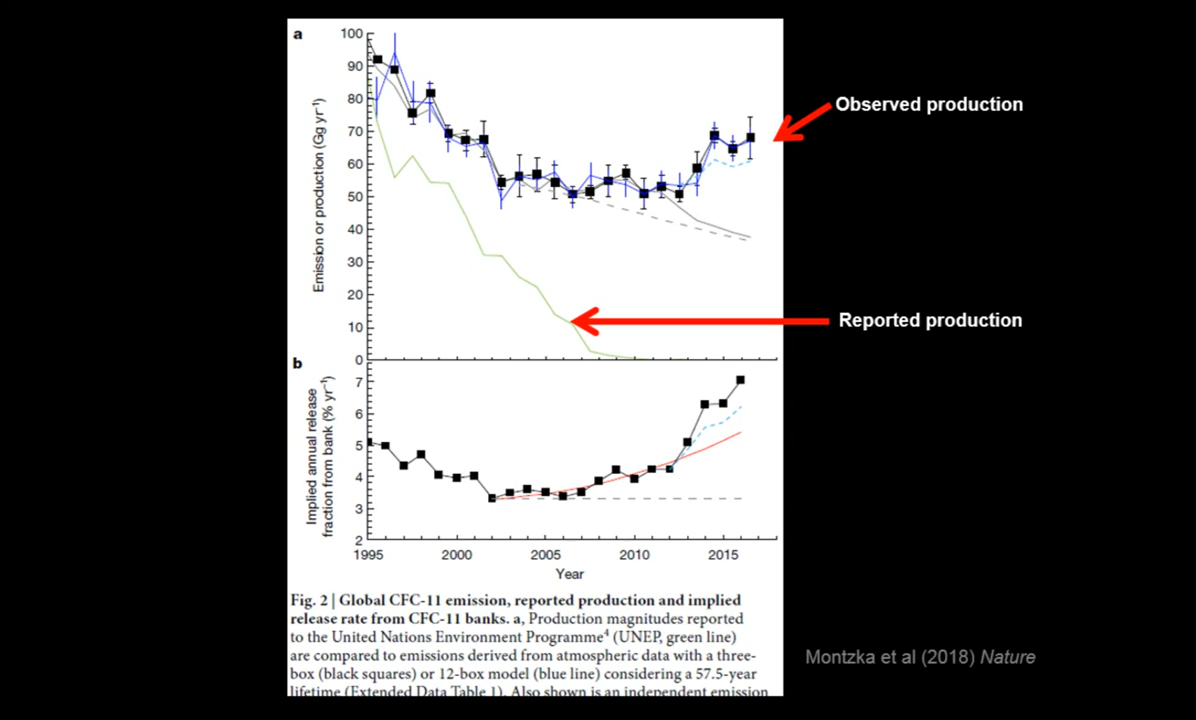 a
100
90
80
70
60
50
40
30
20
10
0
Emission or production (Gg yr⁻¹)
Observed production
Reported production
b
7
6
5
4
3
2
Implied annual release
fraction from bank (% yr⁻¹)
1995 2000 2005 2010 2015
Year
Fig. 2 | Global CFC-11 emission, reported production and implied
release rate from CFC-11 banks. a, Production magnitudes reported
to the United Nations Environment Programme⁴ (UNEP, green line)
are compared to emissions derived from atmospheric data with a three-
box (black squares) or 12-box model (blue line) considering a 57.5-year
lifetime (Extended Data Table 1). Also shown is an independent emission
Montzka et al (2018) Nature